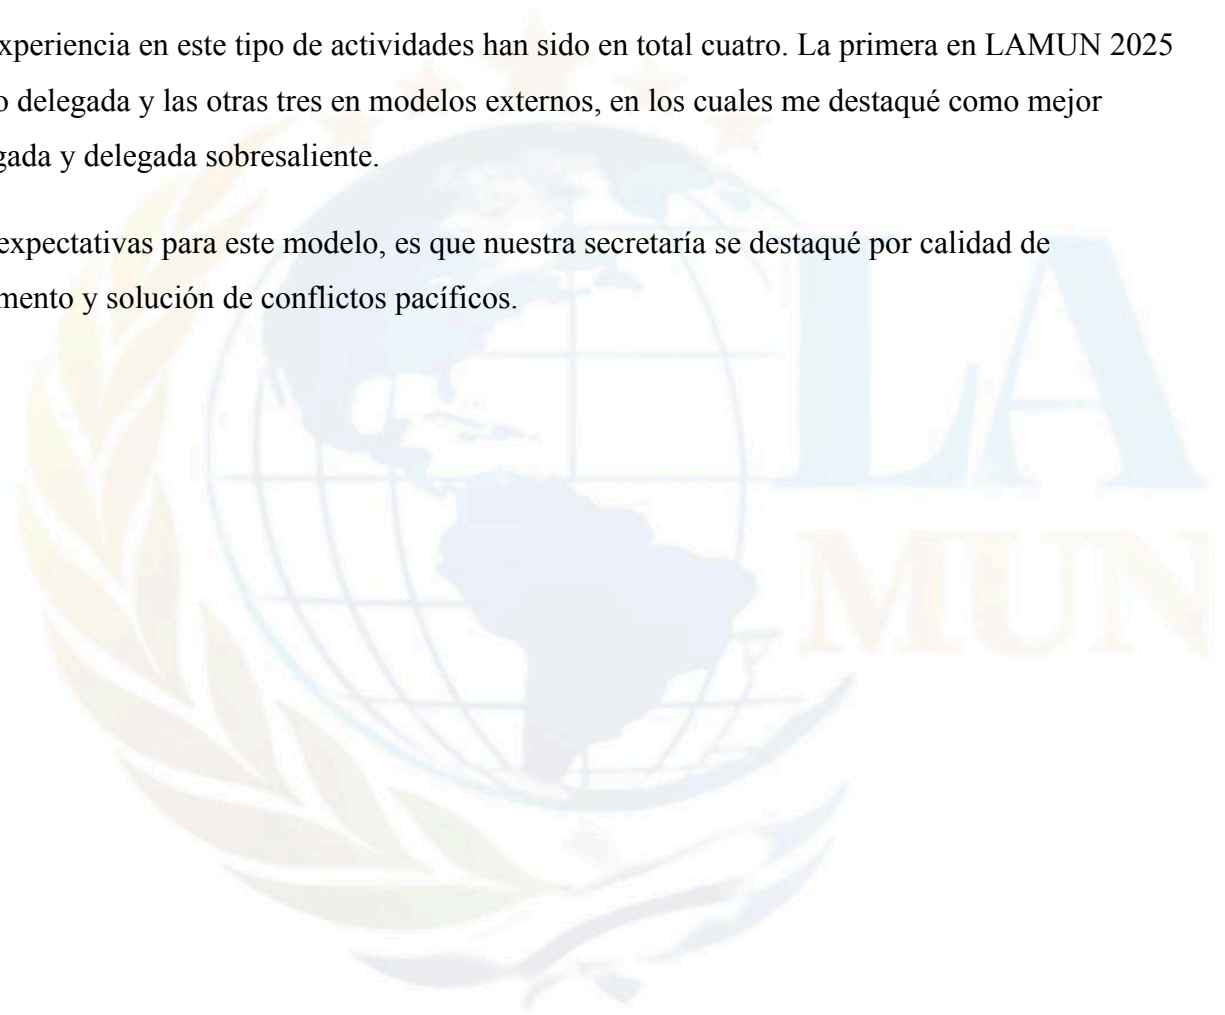 xperiencia en este tipo de actividades han sido en total cuatro. La primera en LAMUN 2025
o delegada y las otras tres en modelos externos, en los cuales me destaqué como mejor
gada y delegada sobresaliente.
expectativas para este modelo, es que nuestra secretaría se destaqué por calidad de
mento y solución de conflictos pacíficos.
LA
MUN